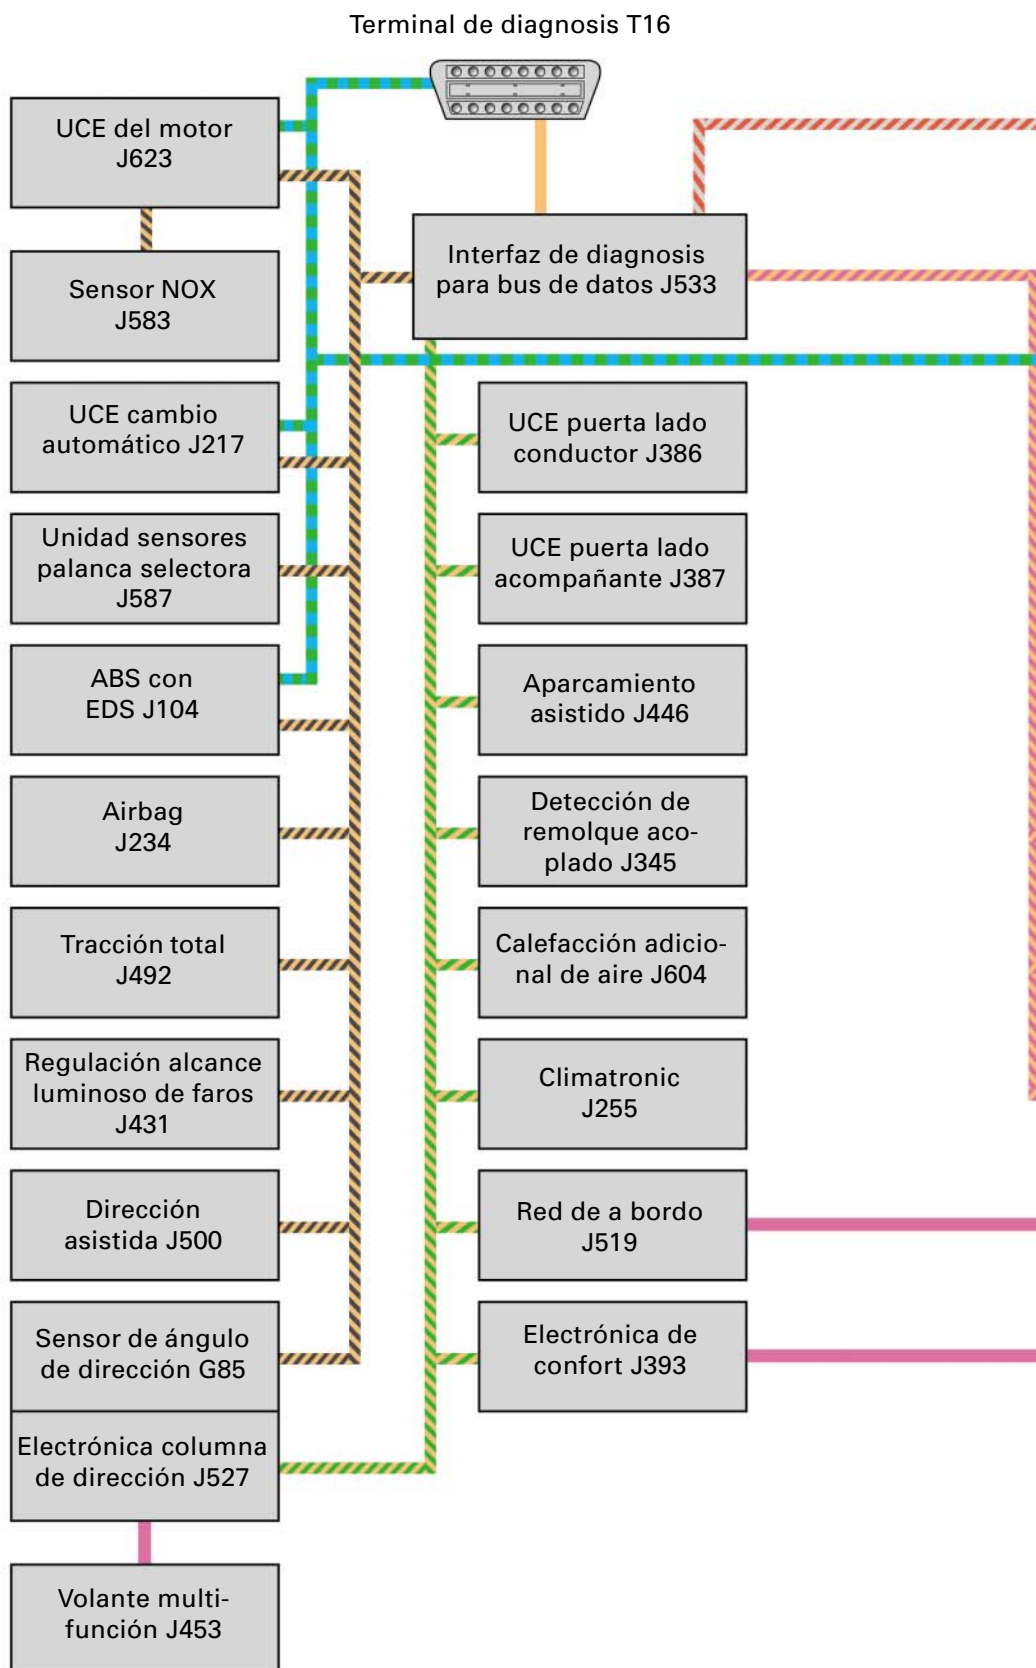 Terminal de diagnosis T16
UCE del motor
J623
Interfaz de diagnosis
para bus de datos J533
Sensor NOX
J583
UCE cambio
automático J217
UCE puerta lado
conductor J386
Unidad sensores
palanca selectora
J587
UCE puerta lado
acompañante J387
ABS con
EDS J104
Aparcamiento
asistido J446
Airbag
J234
Detección de
remolque aco-
plado J345
Tracción total
J492
Calefacción adicio-
nal de aire J604
Regulación alcance
luminoso de faros
J431
Climatronic
J255
Dirección
asistida J500
Red de a bordo
J519
Sensor de ángulo
de dirección G85
Electrónica de
confort J393
Electrónica columna
de dirección J527
Volante multi-
función J453